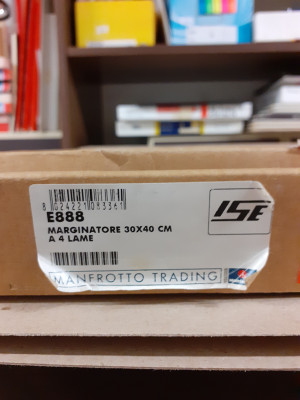 8 024221 083361
E888
MARGINATORE 30X40 CM
A 4 LAME
ISE
MANFROTTO TRADING